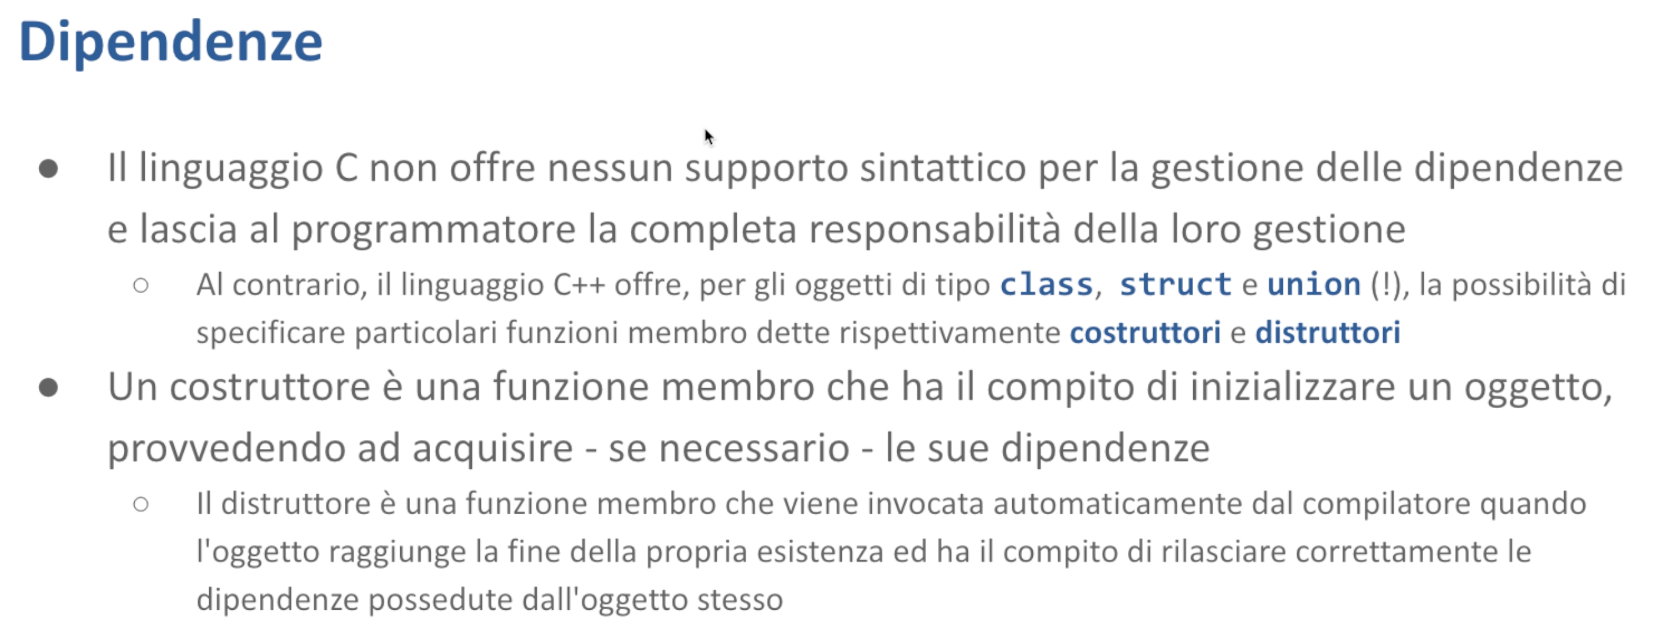 Dipendenze
● Il linguaggio C non offre nessun supporto sintattico per la gestione delle dipendenze
e lascia al programmatore la completa responsabilità della loro gestione
○ Al contrario, il linguaggio C++ offre, per gli oggetti di tipo class, struct e union (!), la possibilità di
specificare particolari funzioni membro dette rispettivamente costruttori e distruttori
● Un costruttore è una funzione membro che ha il compito di inizializzare un oggetto,
provvedendo ad acquisire - se necessario - le sue dipendenze
○ Il distruttore è una funzione membro che viene invocata automaticamente dal compilatore quando
l'oggetto raggiunge la fine della propria esistenza ed ha il compito di rilasciare correttamente le
dipendenze possedute dall'oggetto stesso